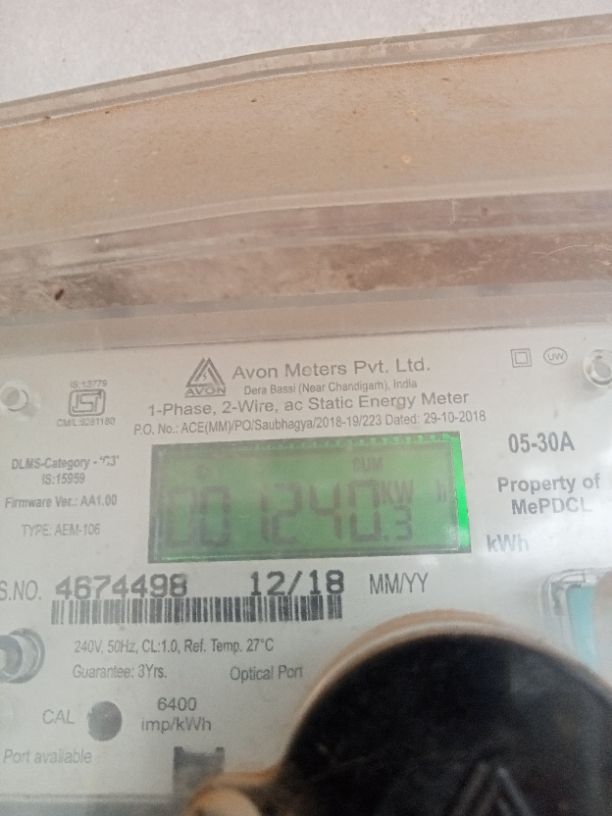 Avon Meters Pvt. Ltd.
AVON
Dera Bassi (Near Chandigarh), India
IS:13779
1-Phase, 2-Wire, ac Static Energy Meter
P.O. No.: ACE(MM)/PO/Saubhagya/2018-19/223 Dated: 29-10-2018
UW
05-30A
DLMS-Category - 'C3'
IS:15959
Firmware Ver.: AA1.00
TYPE: AEM-106
CUM
001240.3 KW h
Property of
MePDCL
kWh
S.NO. 4674498 12/18 MM/YY
240V, 50Hz, CL:1.0, Ref. Temp. 27°C
Guarantee: 3Yrs. Optical Port
CAL
6400
imp/kWh
Port available